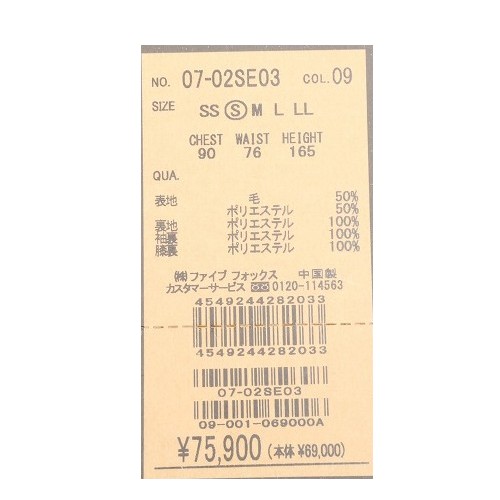 NO. 07-02SE03 COL. 09
SIZE SS S M L LL
CHEST WAIST HEIGHT
90 76 165
QUA.
表地 毛 50%
ポリエステル 50%
裏地 ポリエステル 100%
袖裏 ポリエステル 100%
膝裏 ポリエステル 100%
㈱ファイブ フォックス 中国製
カスタマーサービス 0120-114563
4549244282033
4549244282033
07-02SE03
09-001-069000A
¥75,900(本体 ¥69,000)